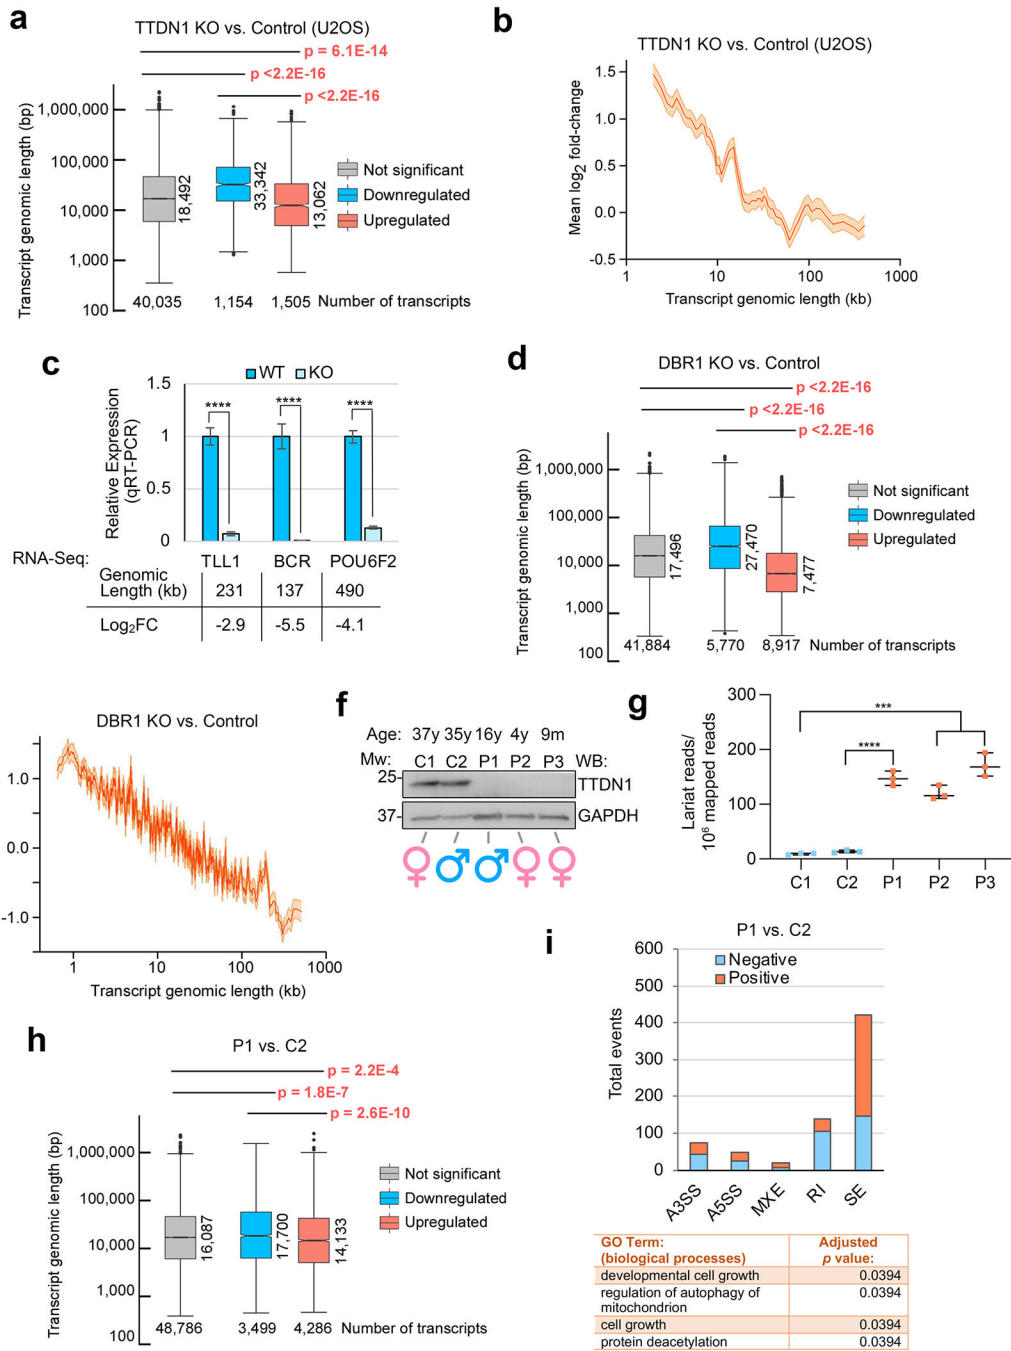 a
TTDN1 KO vs. Control (U2OS)
p = 6.1E-14
p <2.2E-16
p <2.2E-16
Transcript genomic length (bp)
1,000,000
100,000
10,000
1,000
100
18,492
33,342
13,062
Not significant
Downregulated
Upregulated
40,035 1,154 1,505 Number of transcripts
b
TTDN1 KO vs. Control (U2OS)
Mean log2 fold-change
1.5
1.0
0.5
0.0
-0.5
1 10 100 1000
Transcript genomic length (kb)
c
WT KO
Relative Expression
(qRT-PCR)
1.5
1
0.5
0
**** **** ****
RNA-Seq: TLL1 BCR POU6F2
Genomic
Length (kb) 231 137 490
Log2FC -2.9 -5.5 -4.1
d
DBR1 KO vs. Control
p <2.2E-16
p <2.2E-16
p <2.2E-16
Transcript genomic length (bp)
1,000,000
100,000
10,000
1,000
100
17,496
27,470
7,477
Not significant
Downregulated
Upregulated
41,884 5,770 8,917 Number of transcripts
DBR1 KO vs. Control
1.0
0.0
-1.0
1 10 100 1000
Transcript genomic length (kb)
f
Age: 37y 35y 16y 4y 9m
Mw: C1 C2 P1 P2 P3 WB:
25- TTDN1
37- GAPDH
g
Lariat reads/
10^6 mapped reads
300
200
100
0
***
****
C1 C2 P1 P2 P3
h
P1 vs. C2
p = 2.2E-4
p = 1.8E-7
p = 2.6E-10
Transcript genomic length (bp)
1,000,000
100,000
10,000
1,000
100
16,087
17,700
14,133
Not significant
Downregulated
Upregulated
48,786 3,499 4,286 Number of transcripts
i
P1 vs. C2
Negative
Positive
Total events
600
500
400
300
200
100
0
A3SS A5SS MXE RI SE
GO Term: Adjusted
(biological processes) p value:
developmental cell growth 0.0394
regulation of autophagy of 0.0394
mitochondrion
cell growth 0.0394
protein deacetylation 0.0394